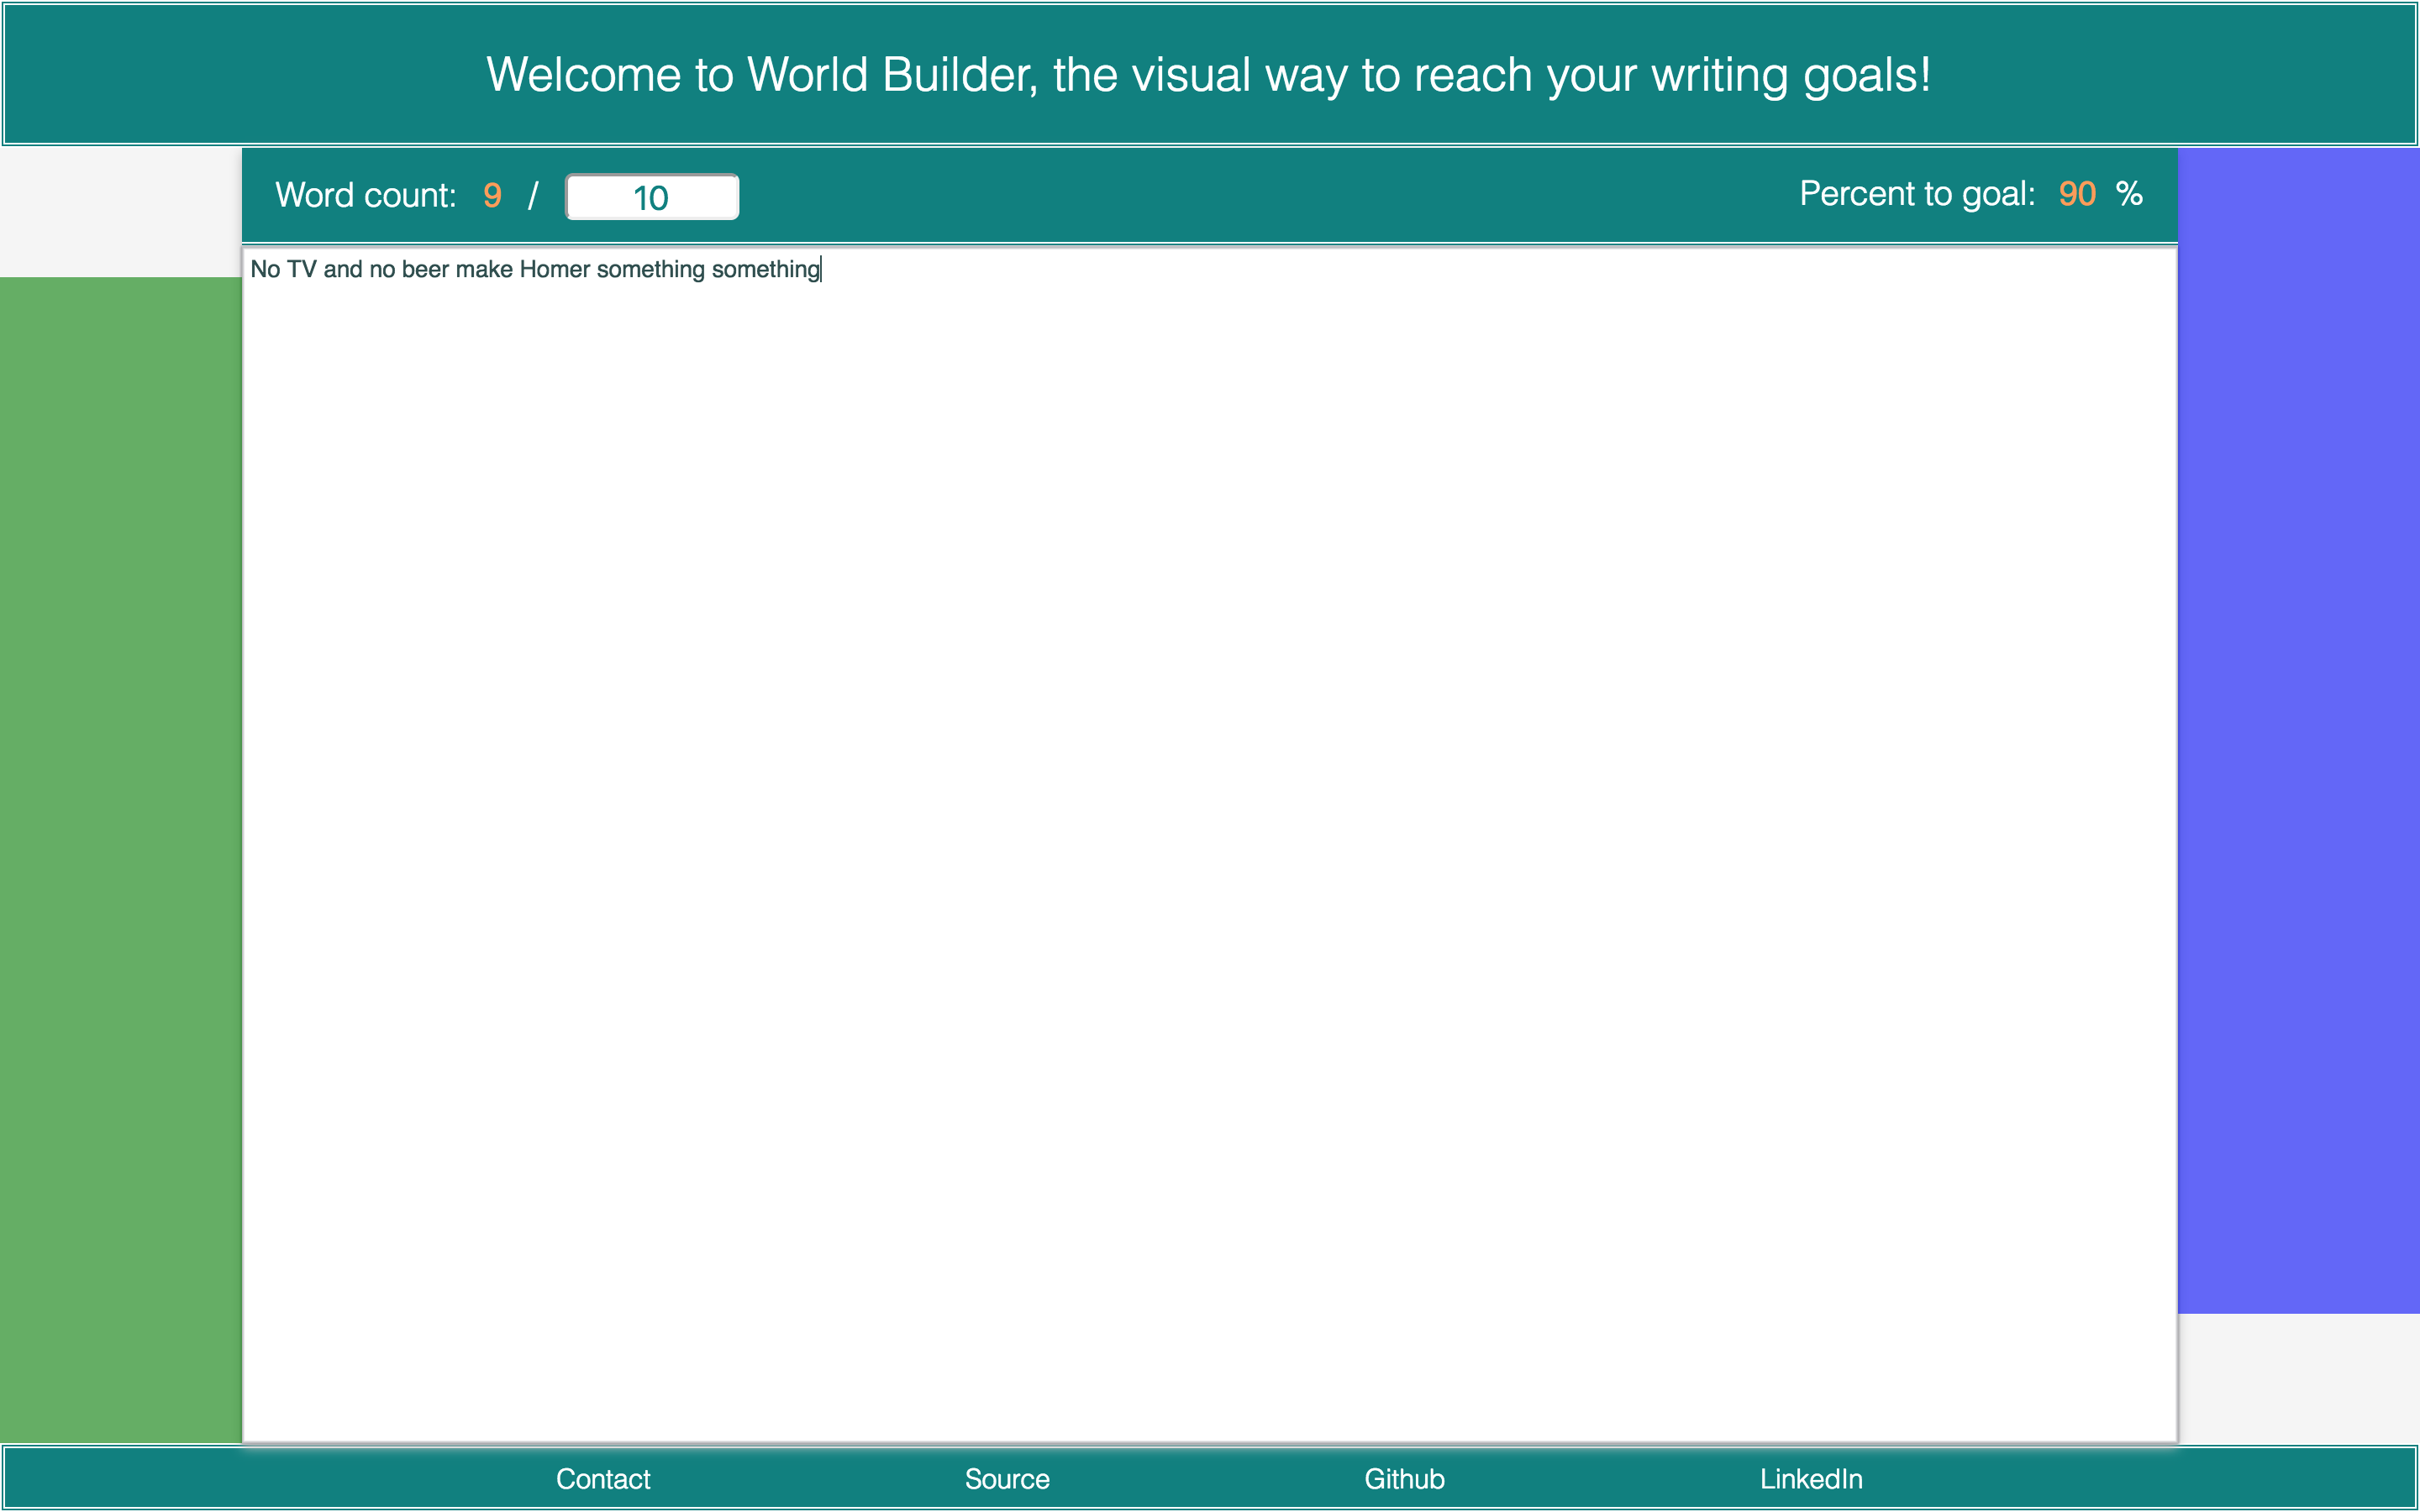 Welcome to World Builder, the visual way to reach your writing goals!
Word count: 9 / 10 Percent to goal: 90 %
No TV and no beer make Homer something something
Contact Source Github LinkedIn